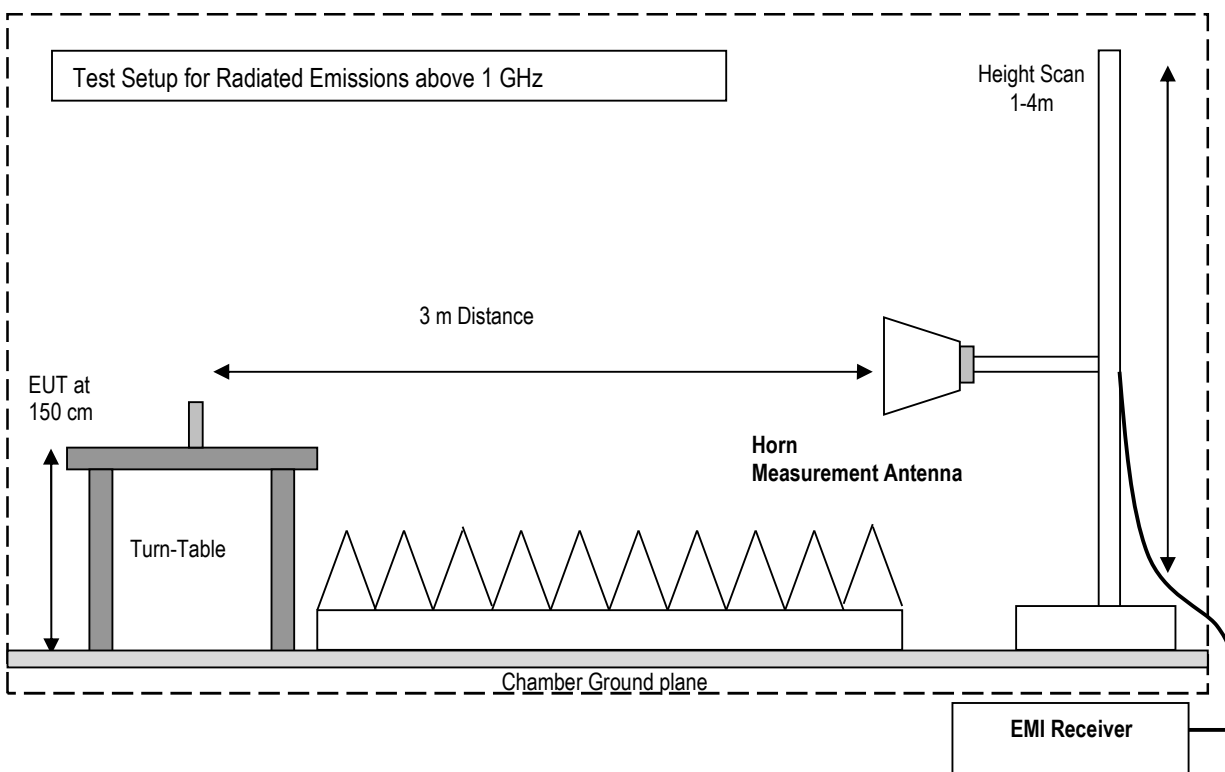 Test Setup for Radiated Emissions above 1 GHz
Height Scan
1-4m
3 m Distance
EUT at
150 cm
Horn
Measurement Antenna
Turn-Table
Chamber Ground plane
EMI Receiver